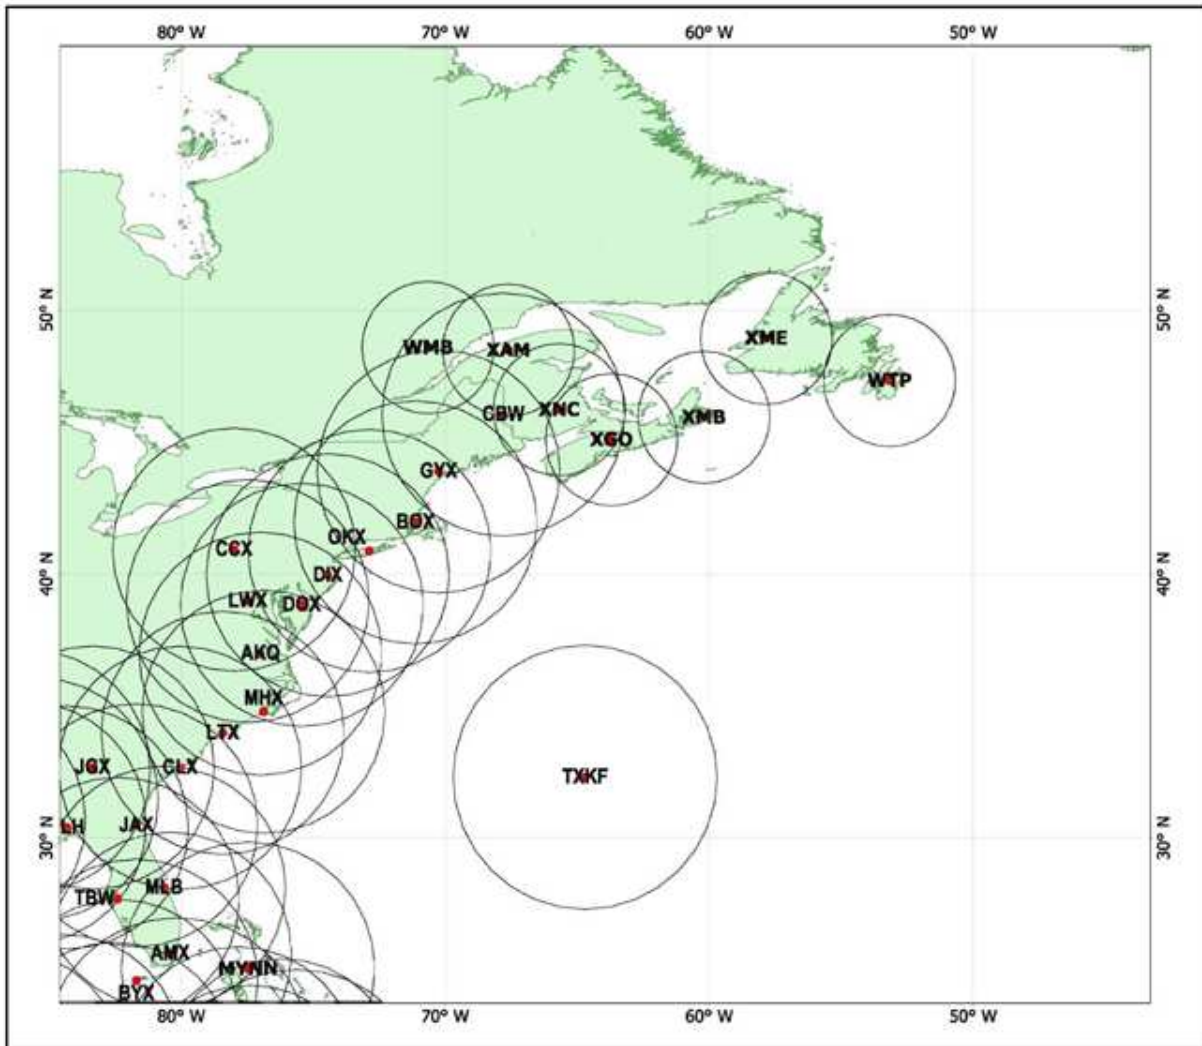 80° W 70° W 60° W 50° W
50° N 50° N
WMB XAM XME
WTP
CBW XNC XMB
XGO
GYX
BOX
OKX
CCX
40° N 40° N
DIX
LWX DOX
AKQ
MHX
LTX
JGX CLX TXKF
LH JAX
30° N 30° N
TBW MLB
AMX
MYNN
BYX
80° W 70° W 60° W 50° W